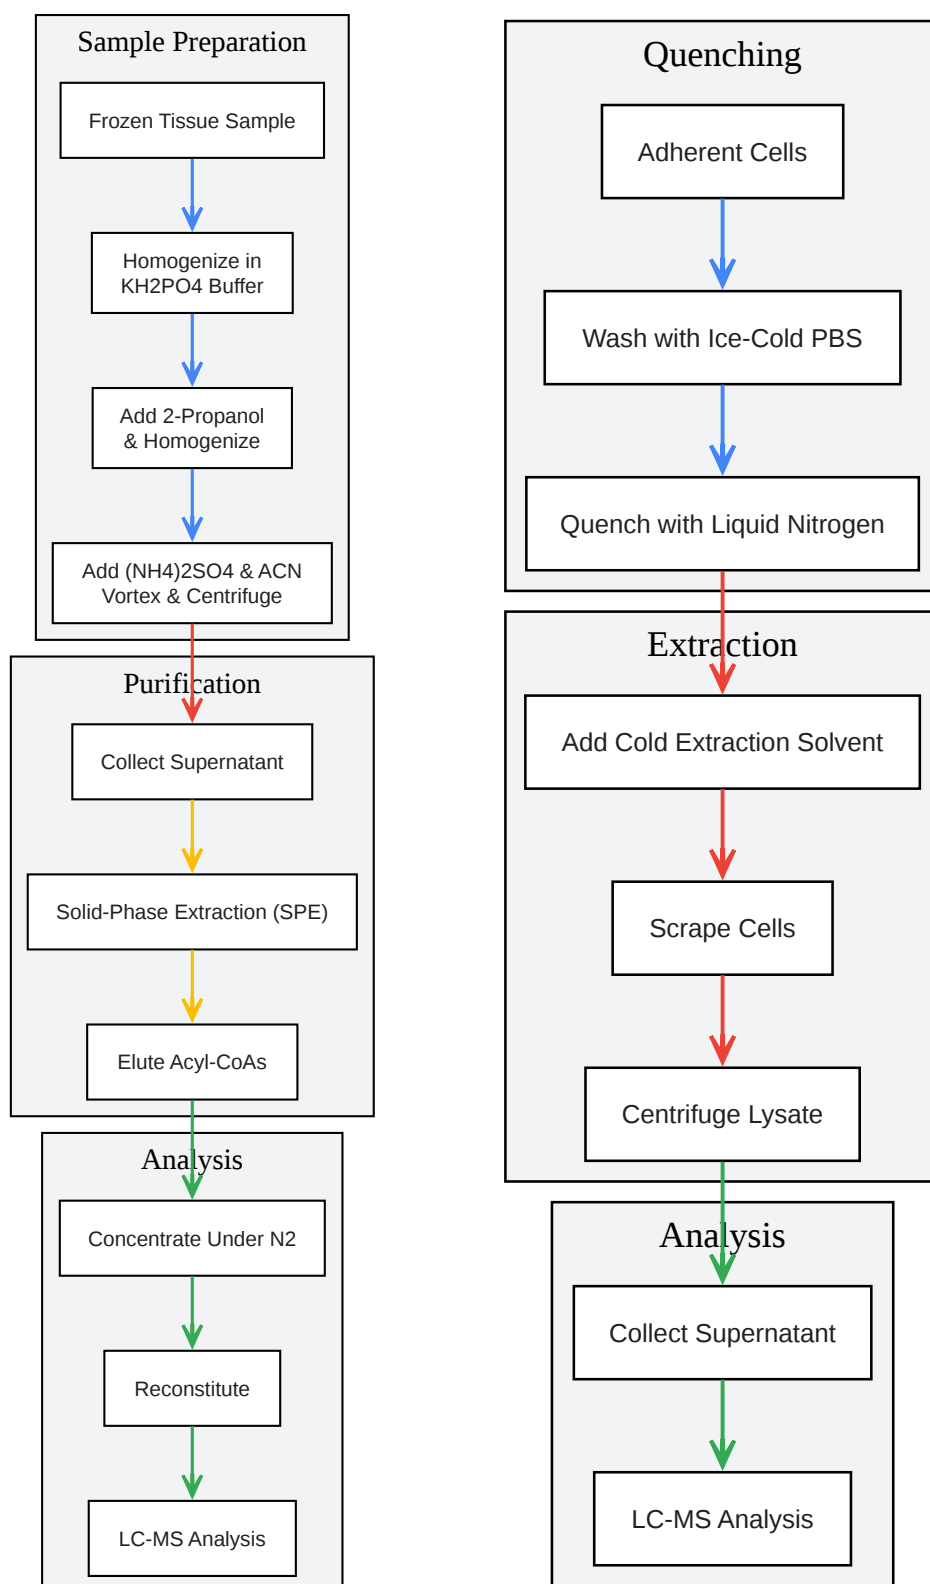 Sample Preparation
Frozen Tissue Sample
Homogenize in
KH2PO4 Buffer
Add 2-Propanol
& Homogenize
Add (NH4)2SO4 & ACN
Vortex & Centrifuge
Purification
Collect Supernatant
Solid-Phase Extraction (SPE)
Elute Acyl-CoAs
Analysis
Concentrate Under N2
Reconstitute
LC-MS Analysis
Quenching
Adherent Cells
Wash with Ice-Cold PBS
Quench with Liquid Nitrogen
Extraction
Add Cold Extraction Solvent
Scrape Cells
Centrifuge Lysate
Analysis
Collect Supernatant
LC-MS Analysis